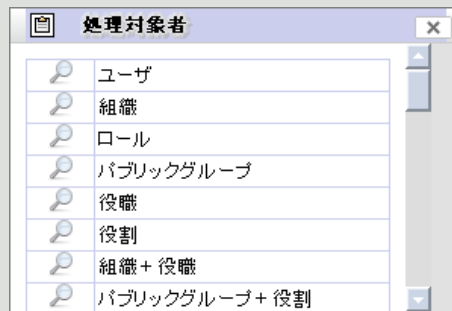 処理対象者
ユーザ
組織
ロール
パブリックグループ
役職
役割
組織+役職
パブリックグループ+役割